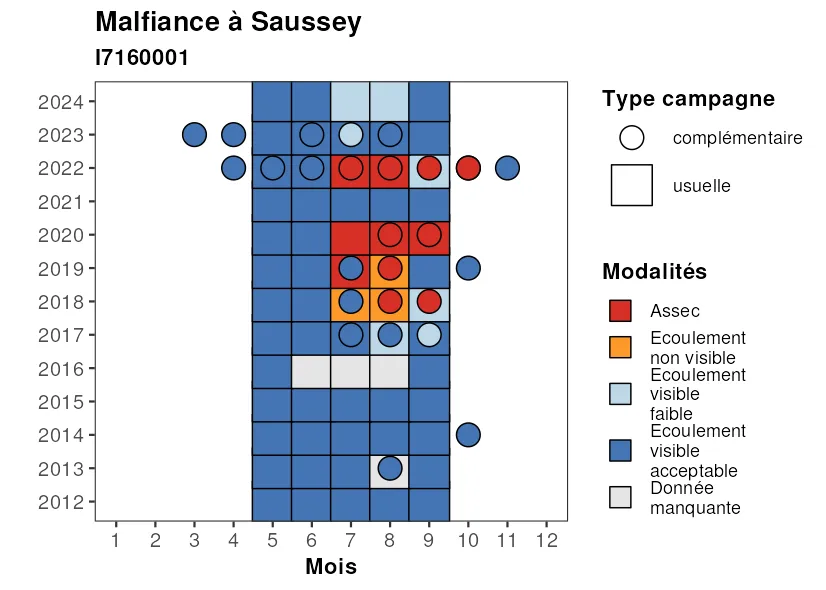 Malfiance à Saussey
I7160001
2024
2023
2022
2021
2020
2019
2018
2017
2016
2015
2014
2013
2012
1 2 3 4 5 6 7 8 9 10 11 12
Mois
Type campagne
complémentaire
usuelle
Modalités
Assec
Ecoulement
non visible
Ecoulement
visible
faible
Ecoulement
visible
acceptable
Donnée
manquante